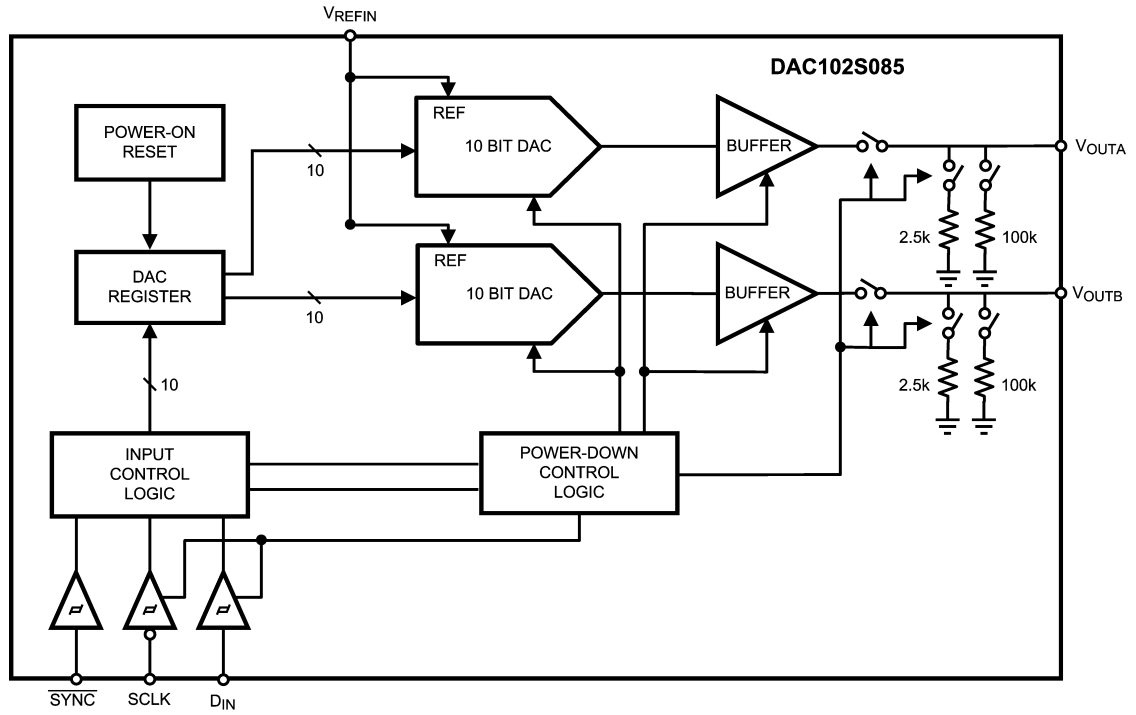 VREFIN
DAC102S085
POWER-ON
RESET
REF
10 BIT DAC
BUFFER
VOUTA
10
2.5k
100k
DAC
REGISTER
REF
10 BIT DAC
BUFFER
VOUTB
10
10
2.5k
100k
INPUT
CONTROL
LOGIC
POWER-DOWN
CONTROL
LOGIC
SYNC
SCLK
DIN